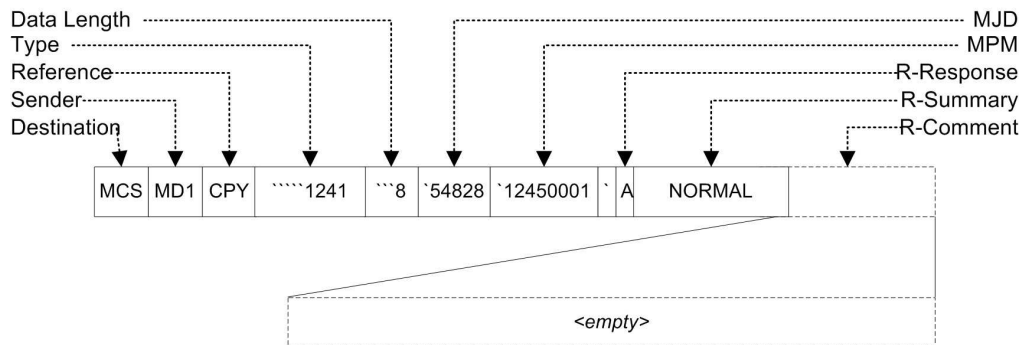 Data Length MJD
Type MPM
Reference R-Response
Sender R-Summary
Destination R-Comment
MCS MD1 CPY `````1241 ```8 `54828 `12450001 ` A NORMAL
<empty>